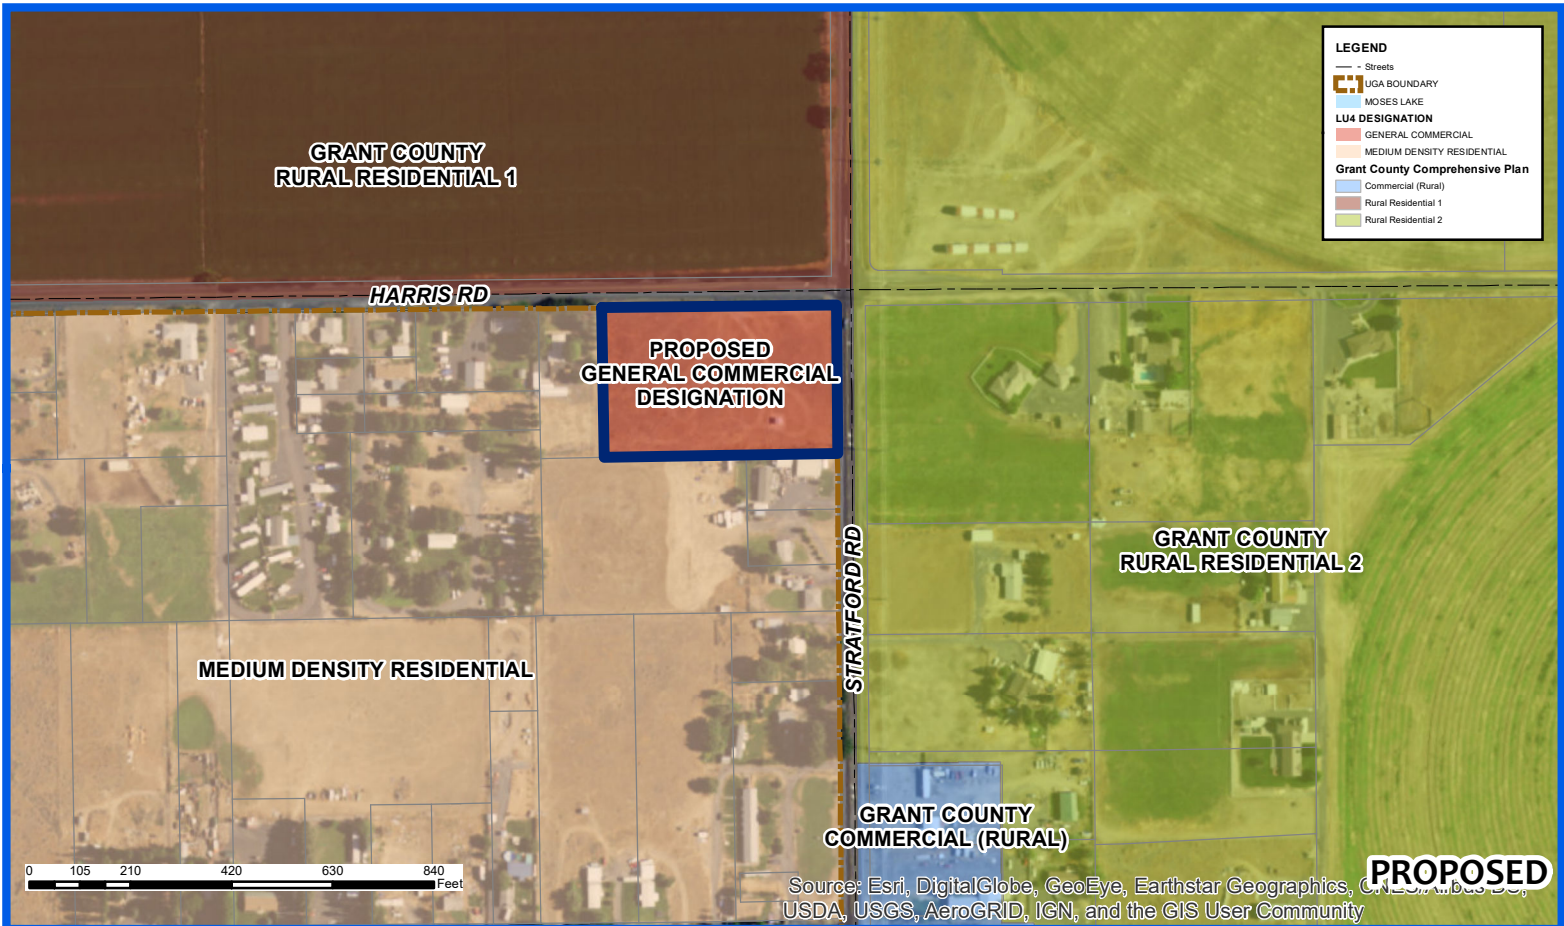 LEGEND
Streets
UGA BOUNDARY
MOSES LAKE
LU4 DESIGNATION
GENERAL COMMERCIAL
MEDIUM DENSITY RESIDENTIAL
Grant County Comprehensive Plan
Commercial (Rural)
Rural Residential 1
Rural Residential 2
GRANT COUNTY
RURAL RESIDENTIAL 1
HARRIS RD
PROPOSED
GENERAL COMMERCIAL
DESIGNATION
STRATFORD RD
GRANT COUNTY
RURAL RESIDENTIAL 2
MEDIUM DENSITY RESIDENTIAL
GRANT COUNTY
COMMERCIAL (RURAL)
0 105 210 420 630 840
Feet
PROPOSED
Source: Esri, DigitalGlobe, GeoEye, Earthstar Geographics,
USDA, USGS, AeroGRID, IGN, and the GIS User Community